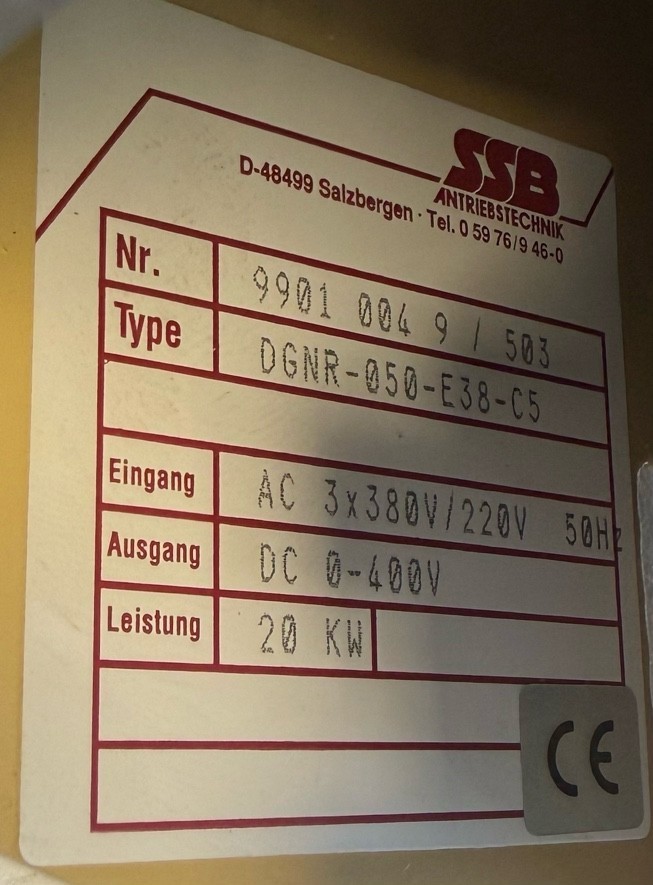 SSB
ANTRIEBSTECHNIK
D-48499 Salzbergen · Tel. 0 59 76/9 46-0
Nr. 9901 004 9 / 503
Type DGNR-050-E38-C5
Eingang AC 3x380V/220V 50Hz
Ausgang DC 0-400V
Leistung 20 KW
CE